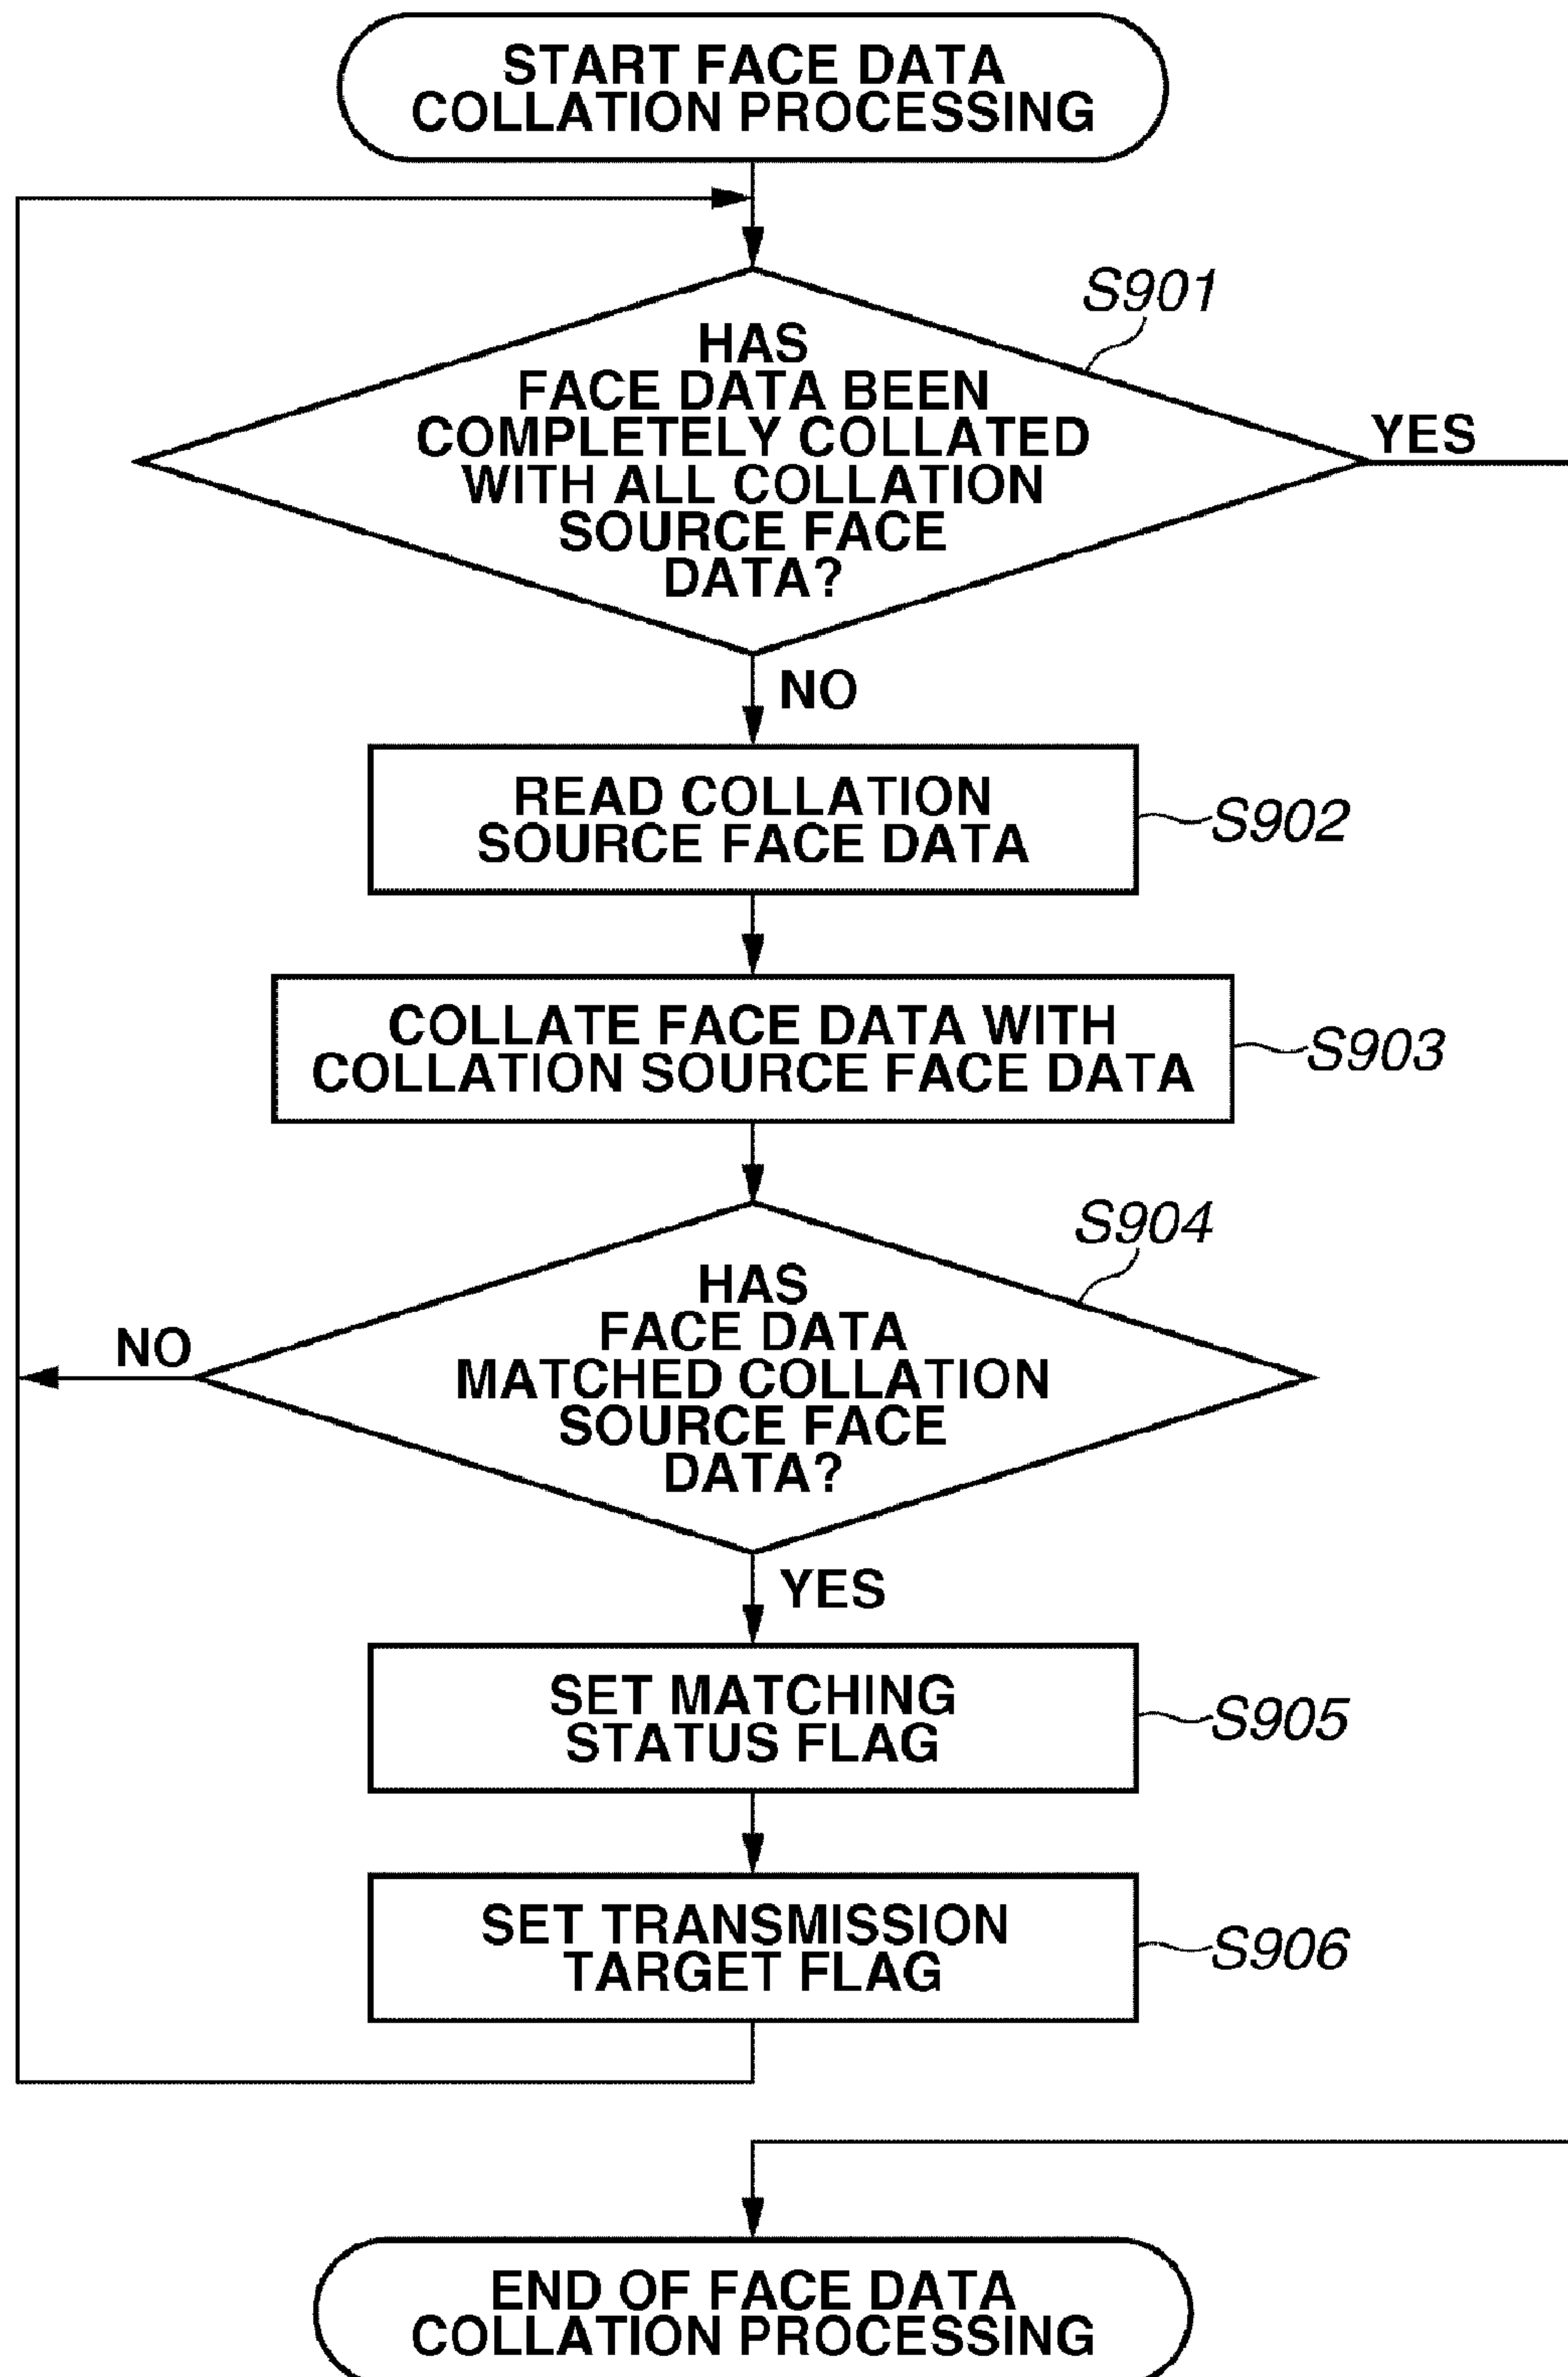 START FACE DATA
COLLATION PROCESSING
S901
HAS
FACE DATA BEEN
COMPLETELY COLLATED
WITH ALL COLLATION
SOURCE FACE
DATA?
YES
NO
READ COLLATION
SOURCE FACE DATA
S902
COLLATE FACE DATA WITH
COLLATION SOURCE FACE DATA
S903
S904
HAS
FACE DATA
MATCHED COLLATION
SOURCE FACE
DATA?
NO
YES
SET MATCHING
STATUS FLAG
S905
SET TRANSMISSION
TARGET FLAG
S906
END OF FACE DATA
COLLATION PROCESSING